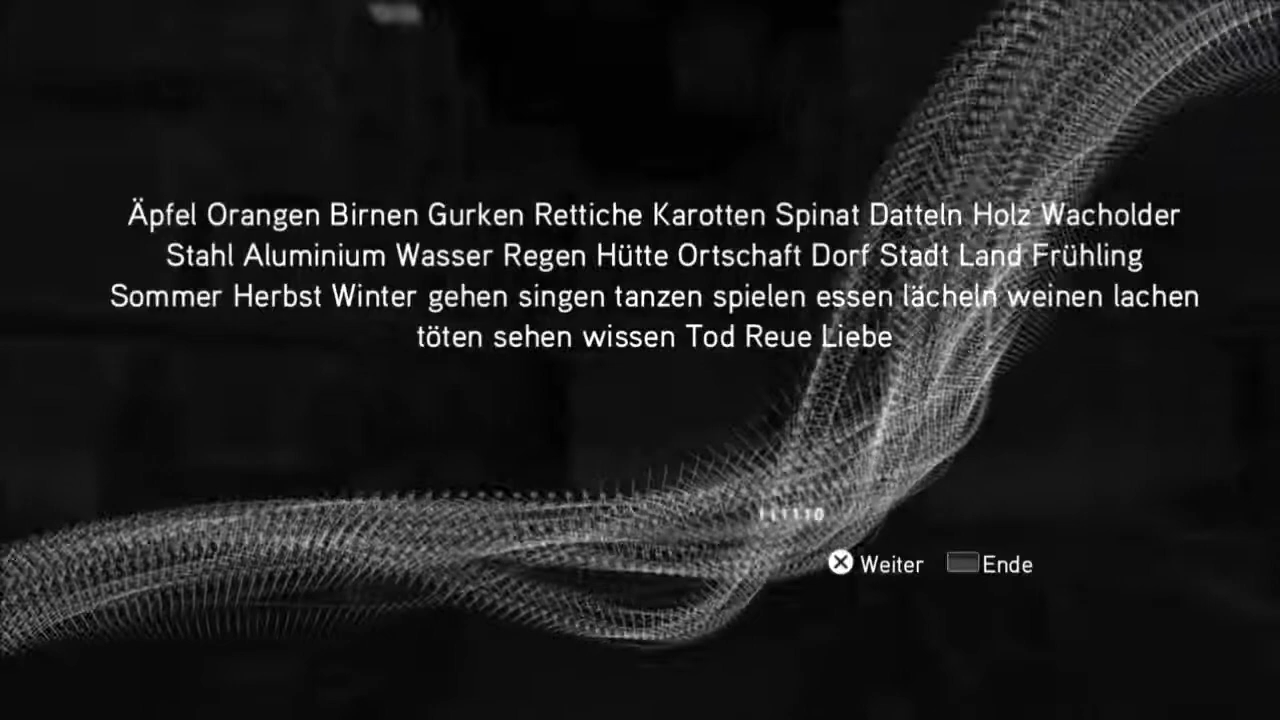 Äpfel Orangen Birnen Gurken Rettiche Karotten Spinat Datteln Holz Wacholder
Stahl Aluminium Wasser Regen Hütte Ortschaft Dorf Stadt Land Frühling
Sommer Herbst Winter gehen singen tanzen spielen essen lächeln weinen lachen
töten sehen wissen Tod Reue Liebe
111110
Weiter Ende